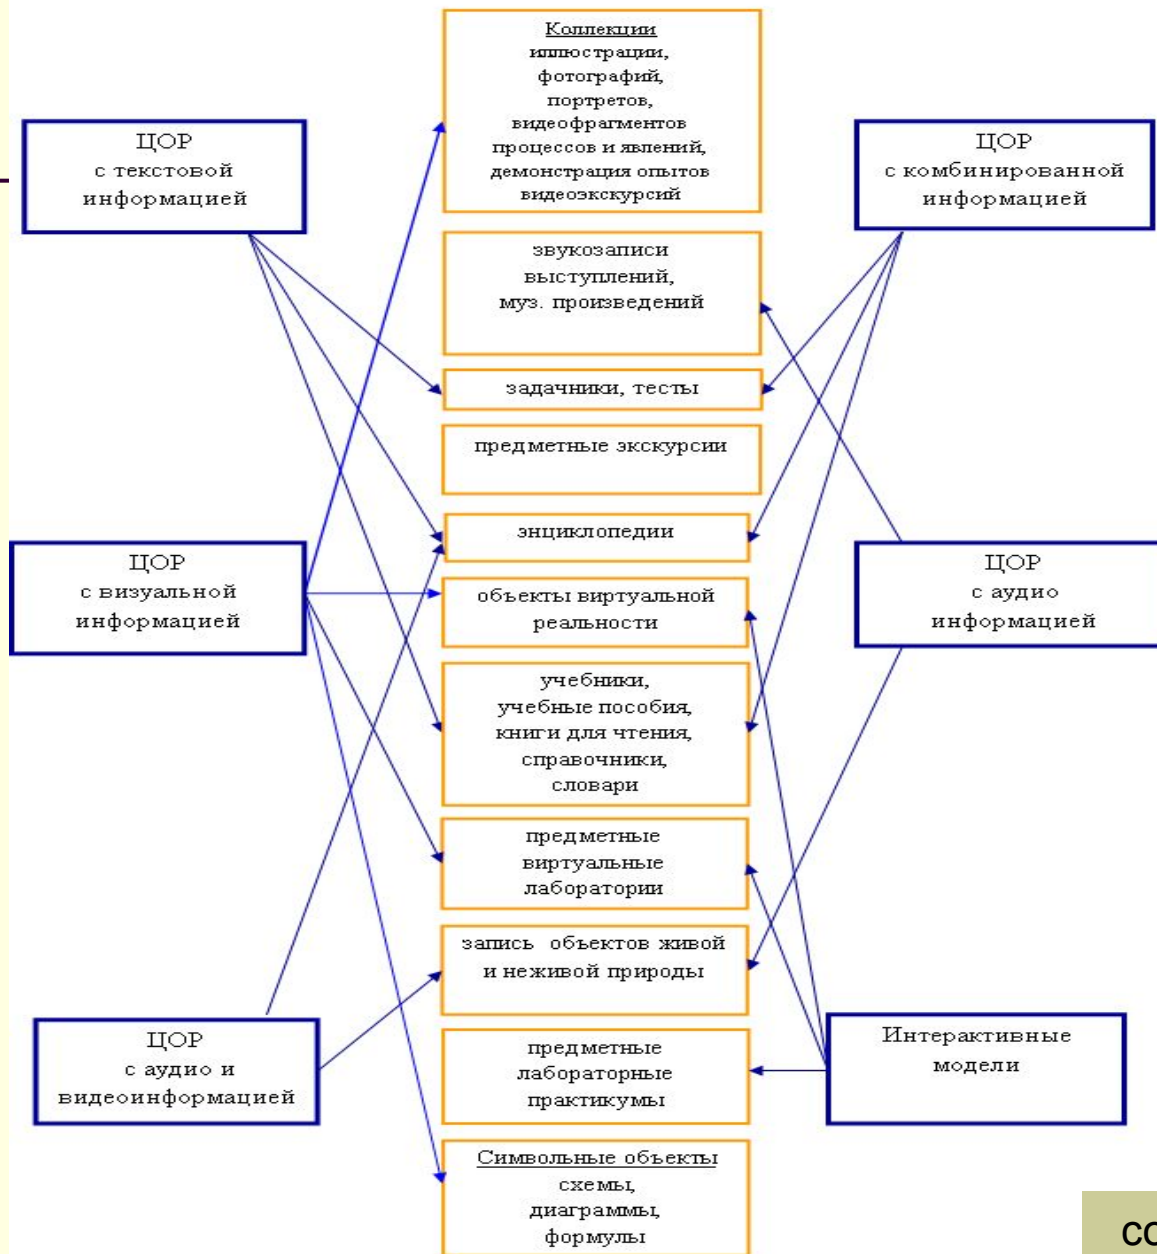 Коллекции
иллюстрации,
фотографий,
портретов,
видеофрагментов
процессов и явлений,
демонстрация опытов
видеоэкскурсий
ЦОР
с текстовой
информацией
ЦОР
с комбинированной
информацией
звукозаписи
выступлений,
муз. произведений
задачники, тесты
предметные экскурсии
энциклопедии
ЦОР
с визуальной
информацией
ЦОР
с аудио
информацией
объекты виртуальной
реальности
учебники,
учебные пособия,
книги для чтения,
справочники,
словари
предметные
виртуальные
лаборатории
запись объектов живой
и неживой природы
ЦОР
с аудио и
видеоинформацией
предметные
лабораторные
практикумы
Интерактивные
модели
Символьные объекты
схемы,
диаграммы,
формулы